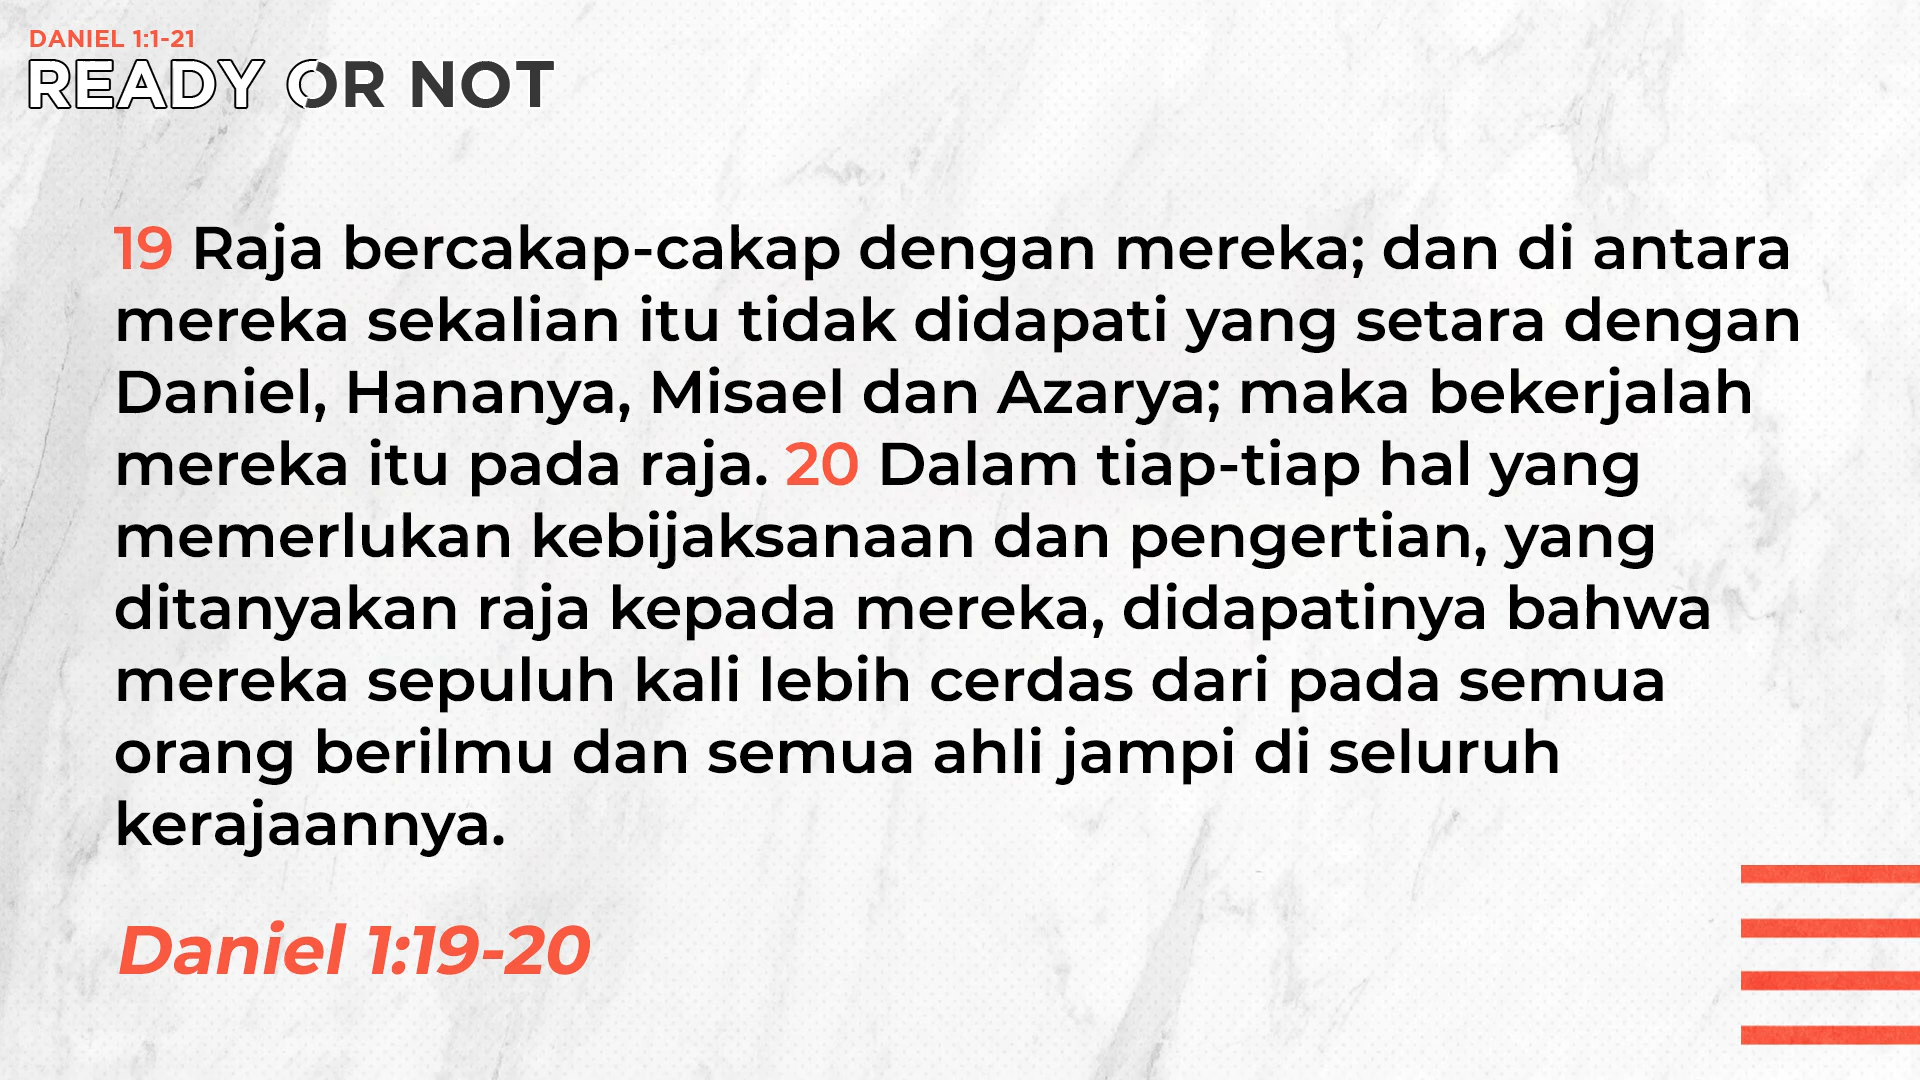 DANIEL 1:1-21
READY OR NOT
19 Raja bercakap-cakap dengan mereka; dan di antara
mereka sekalian itu tidak didapati yang setara dengan
Daniel, Hananya, Misael dan Azarya; maka bekerjalah
mereka itu pada raja. 20 Dalam tiap-tiap hal yang
memerlukan kebijaksanaan dan pengertian, yang
ditanyakan raja kepada mereka, didapatinya bahwa
mereka sepuluh kali lebih cerdas dari pada semua
orang berilmu dan semua ahli jampi di seluruh
kerajaannya.
Daniel 1:19-20